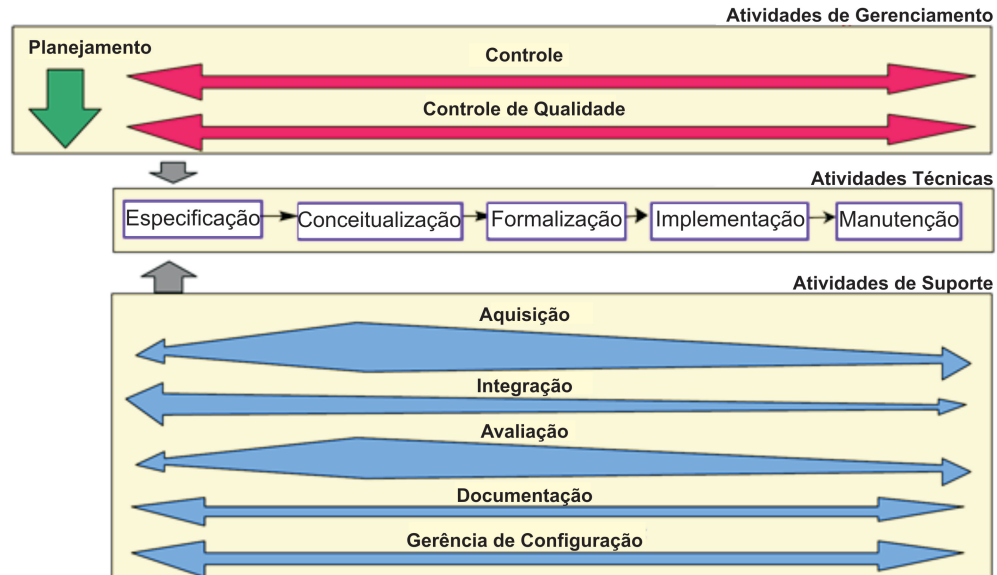 Atividades de Gerenciamento
Planejamento
Controle
Controle de Qualidade
Atividades Técnicas
Especificação
Conceitualização
Formalização
Implementação
Manutenção
Atividades de Suporte
Aquisição
Integração
Avaliação
Documentação
Gerência de Configuração